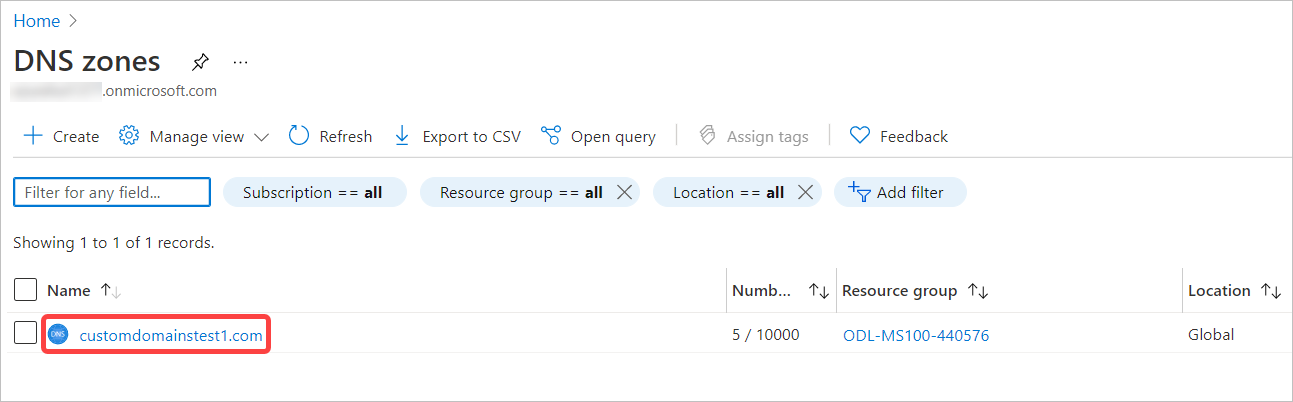 Home
DNS zones
.onmicrosoft.com
Create Manage view Refresh Export to CSV Open query Assign tags Feedback
Filter for any field... Subscription == all Resource group == all Location == all Add filter
Showing 1 to 1 of 1 records.
Name Numb... Resource group Location
DNS customdomainstest1.com 5 / 10000 ODL-MS100-440576 Global